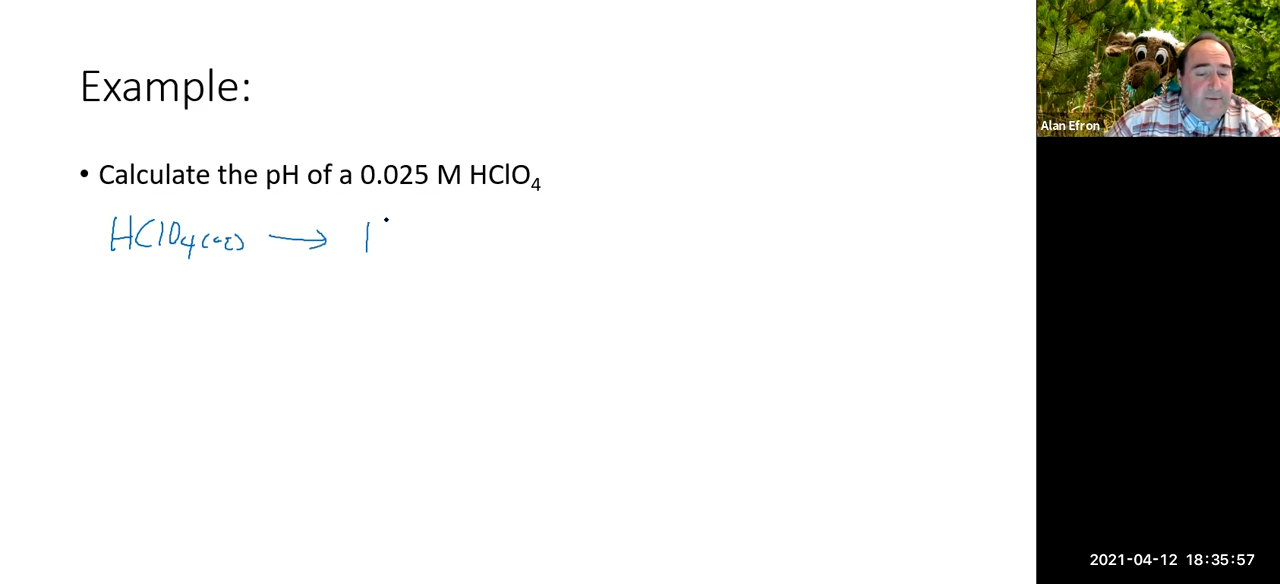 Example:
• Calculate the pH of a 0.025 M HClO₄
HClO₄(aq) → 
Alan Efron
2021-04-12 18:35:57